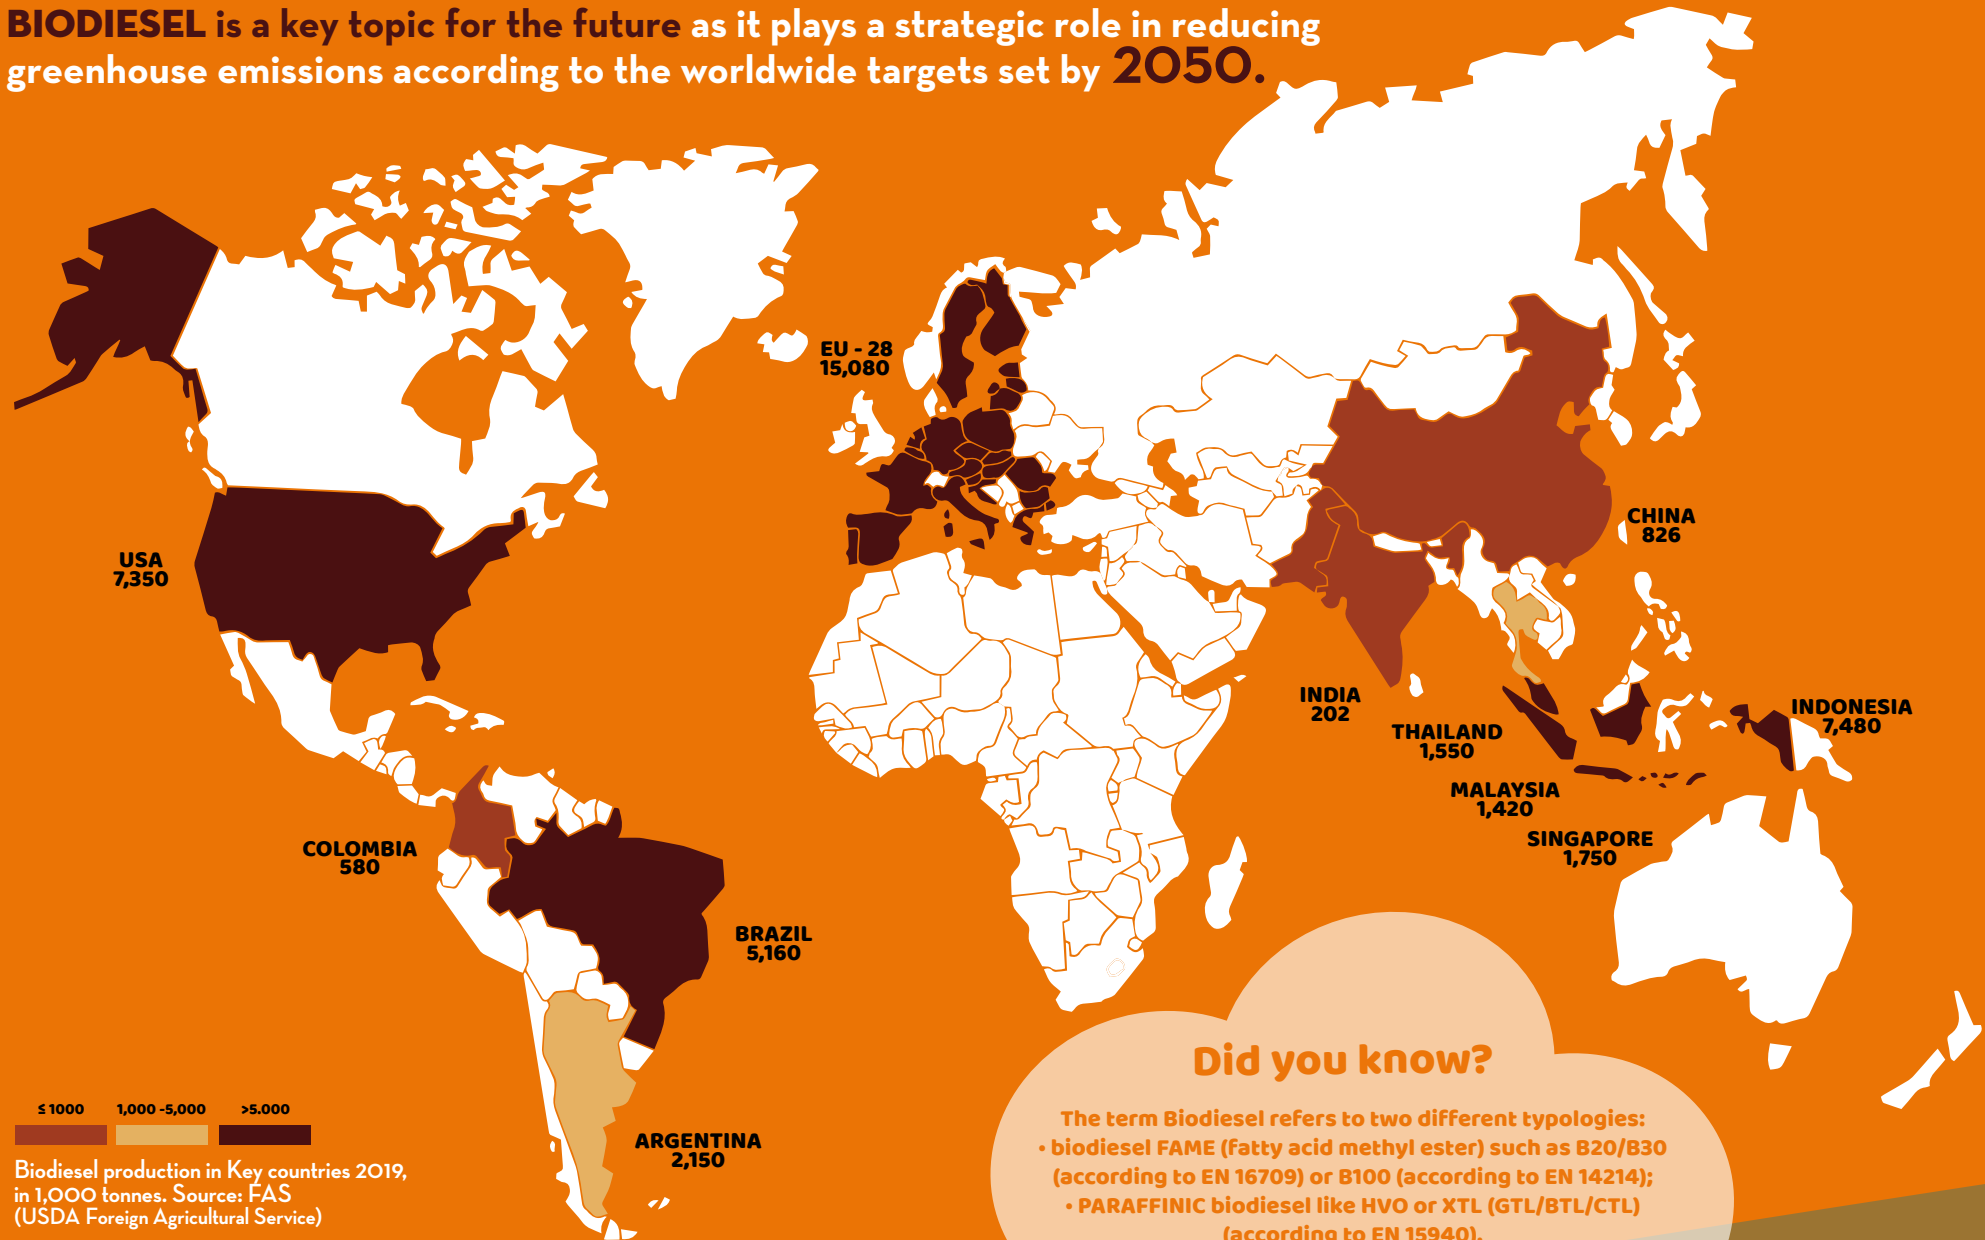 BIODIESEL is a key topic for the future as it plays a strategic role in reducing
greenhouse emissions according to the worldwide targets set by 2050.
EU - 28
15,080
USA
7,350
CHINA
826
INDIA
202
THAILAND
1,550
INDONESIA
7,480
MALAYSIA
1,420
SINGAPORE
1,750
COLOMBIA
580
BRAZIL
5,160
ARGENTINA
2,150
≤ 1000 1,000 -5,000 >5.000
Biodiesel production in Key countries 2019,
in 1,000 tonnes. Source: FAS
(USDA Foreign Agricultural Service)
Did you know?
The term Biodiesel refers to two different typologies:
• biodiesel FAME (fatty acid methyl ester) such as B20/B30
(according to EN 16709) or B100 (according to EN 14214);
• PARAFFINIC biodiesel like HVO or XTL (GTL/BTL/CTL)
(according to EN 15940).